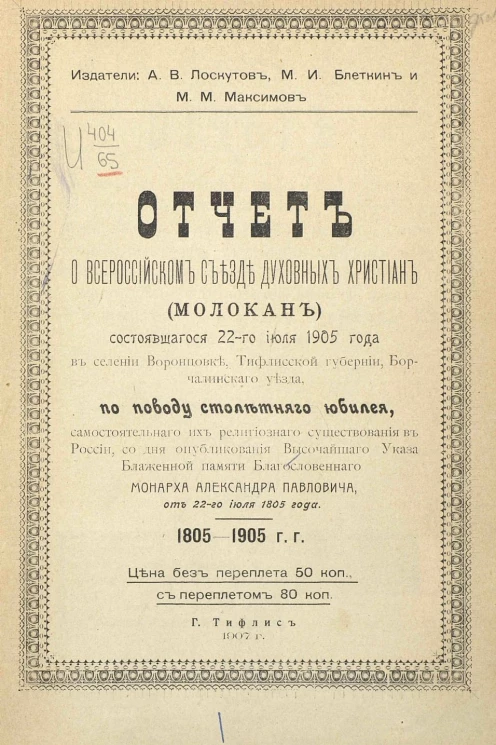 Издатели: А. В. Лоскутовъ, М. И. Блеткинъ и
М. М. Максимовъ
И 404
65
ОТЧЕТЪ
О ВСЕРОССІЙСКОМЪ СЪѢЗДѢ ДУХОВНЫХЪ ХРИСТІАНЪ
(МОЛОКАНЪ)
состоявшагося 22-го іюля 1905 года
въ селеніи Воронцовкѣ, Тифлисской губерніи, Бор-
чалинскаго уѣзда,
по поводу столѣтняго юбилея,
самостоятельнаго ихъ религіознаго существованія въ
Россіи, со дня опубликованія Высочайшаго Указа
Блаженной памяти Благословеннаго
МОНАРХА АЛЕКСАНДРА ПАВЛОВИЧА,
отъ 22-го іюля 1805 года.
1805—1905 г. г.
Цѣна безъ переплета 50 коп.,
съ переплетомъ 80 коп.
Г. Тифлисъ
1907 г.